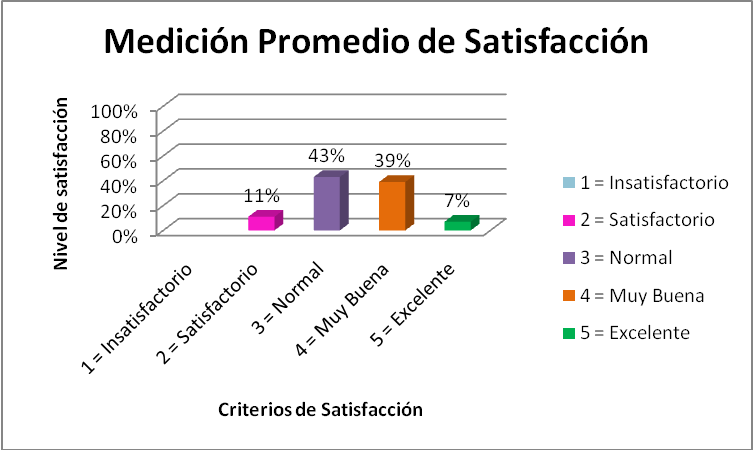 Medición Promedio de Satisfacción
Nivel de satisfacción
100%
80%
60%
40%
20%
0%
11%
43%
39%
7%
1 = Insatisfactorio
2 = Satisfactorio
3 = Normal
4 = Muy Buena
5 = Excelente
Criterios de Satisfacción
1 = Insatisfactorio
2 = Satisfactorio
3 = Normal
4 = Muy Buena
5 = Excelente